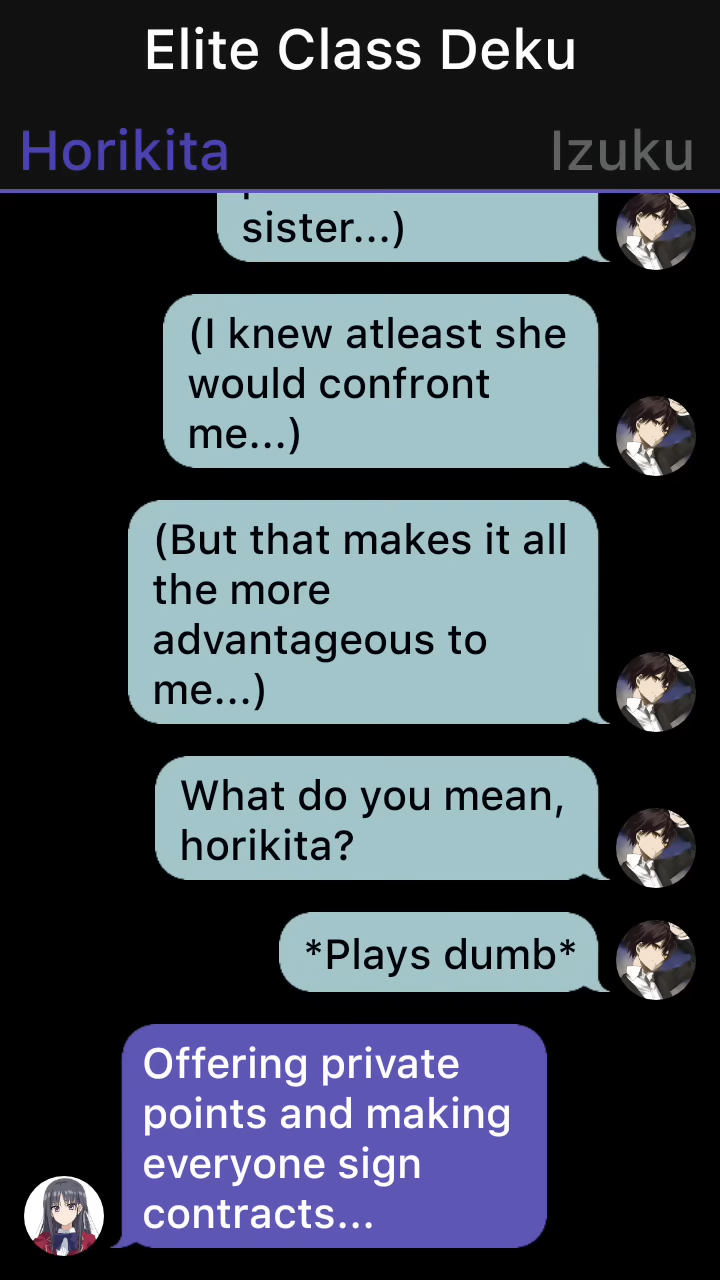 Elite Class Deku
Horikita
Izuku
sister...)
(I knew atleast she
would confront
me...)
(But that makes it all
the more
advantageous to
me...)
What do you mean,
horikita?
*Plays dumb*
Offering private
points and making
everyone sign
contracts...